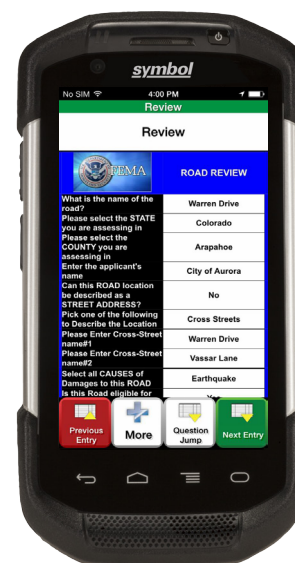 symbol
No SIM 4:00 PM
Review
Review
FEMA ROAD REVIEW
What is the name of the
road?
Warren Drive
Please select the STATE
you are assessing in
Colorado
Please select the
COUNTY you are
assessing in
Arapahoe
Enter the applicant's
name
City of Aurora
Can this ROAD location
be described as a
STREET ADDRESS?
No
Pick one of the following
to Describe the Location
Cross Streets
Please Enter Cross-Street
name#1
Warren Drive
Please Enter Cross-Street
name#2
Vassar Lane
Select all CAUSES of
Damages to this ROAD
Earthquake
Is this Road eligible for
Previous
Entry
More
Question
Jump
Next Entry